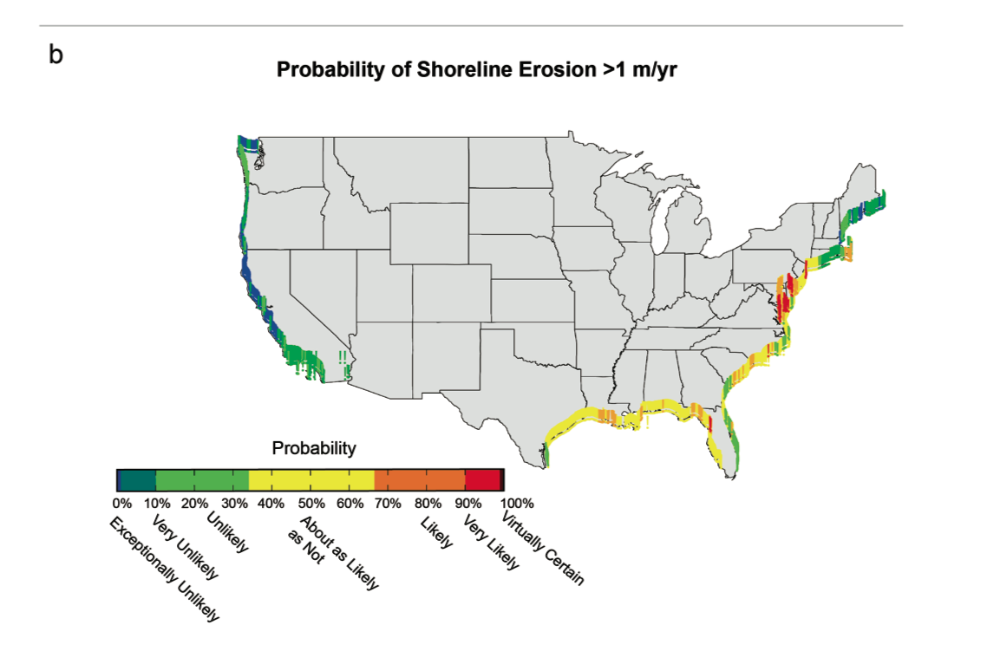 b
Probability of Shoreline Erosion >1 m/yr
Probability
0% 10% 20% 30% 40% 50% 60% 70% 80% 90% 100%
Exceptionally Unlikely
Very Unlikely
Unlikely
About as Likely
as Not
Likely
Very Likely
Virtually Certain